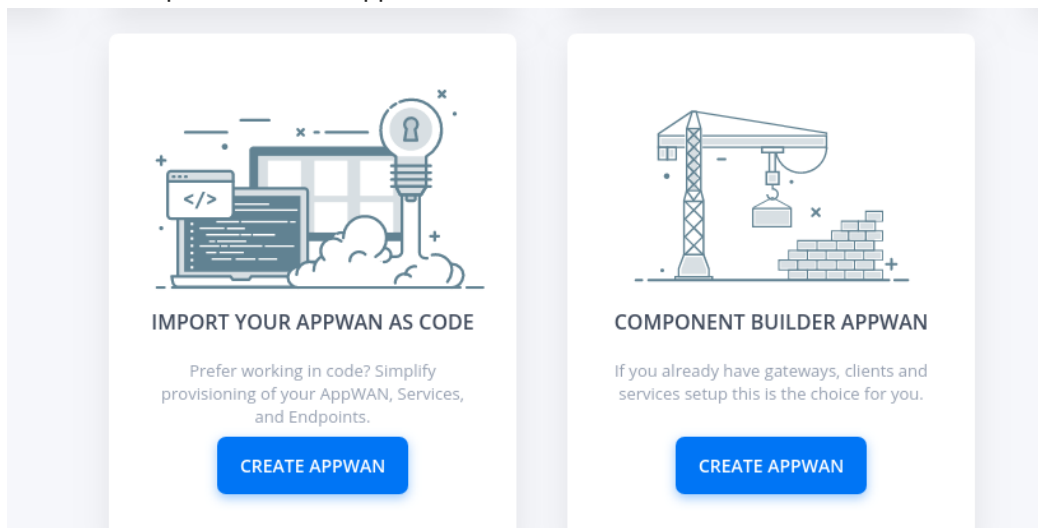 </>
IMPORT YOUR APPWAN AS CODE
Prefer working in code? Simplify
provisioning of your AppWAN, Services,
and Endpoints.
CREATE APPWAN
COMPONENT BUILDER APPWAN
If you already have gateways, clients and
services setup this is the choice for you.
CREATE APPWAN